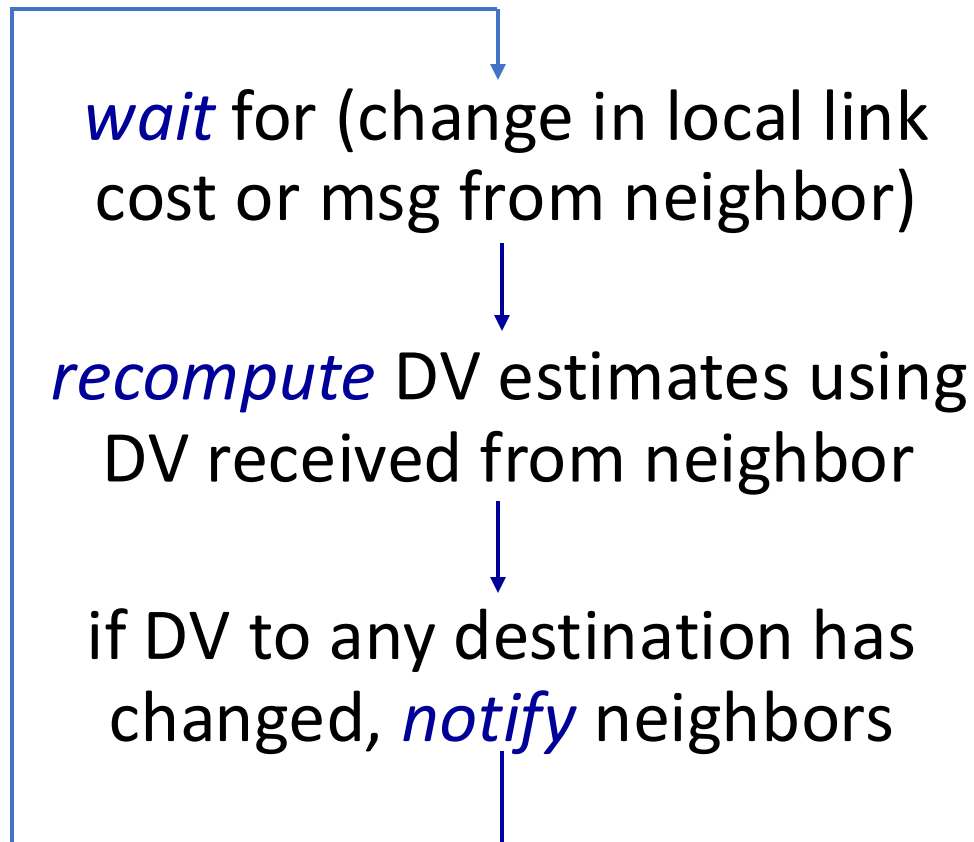 wait for (change in local link
cost or msg from neighbor)
recompute DV estimates using
DV received from neighbor
if DV to any destination has
changed, notify neighbors